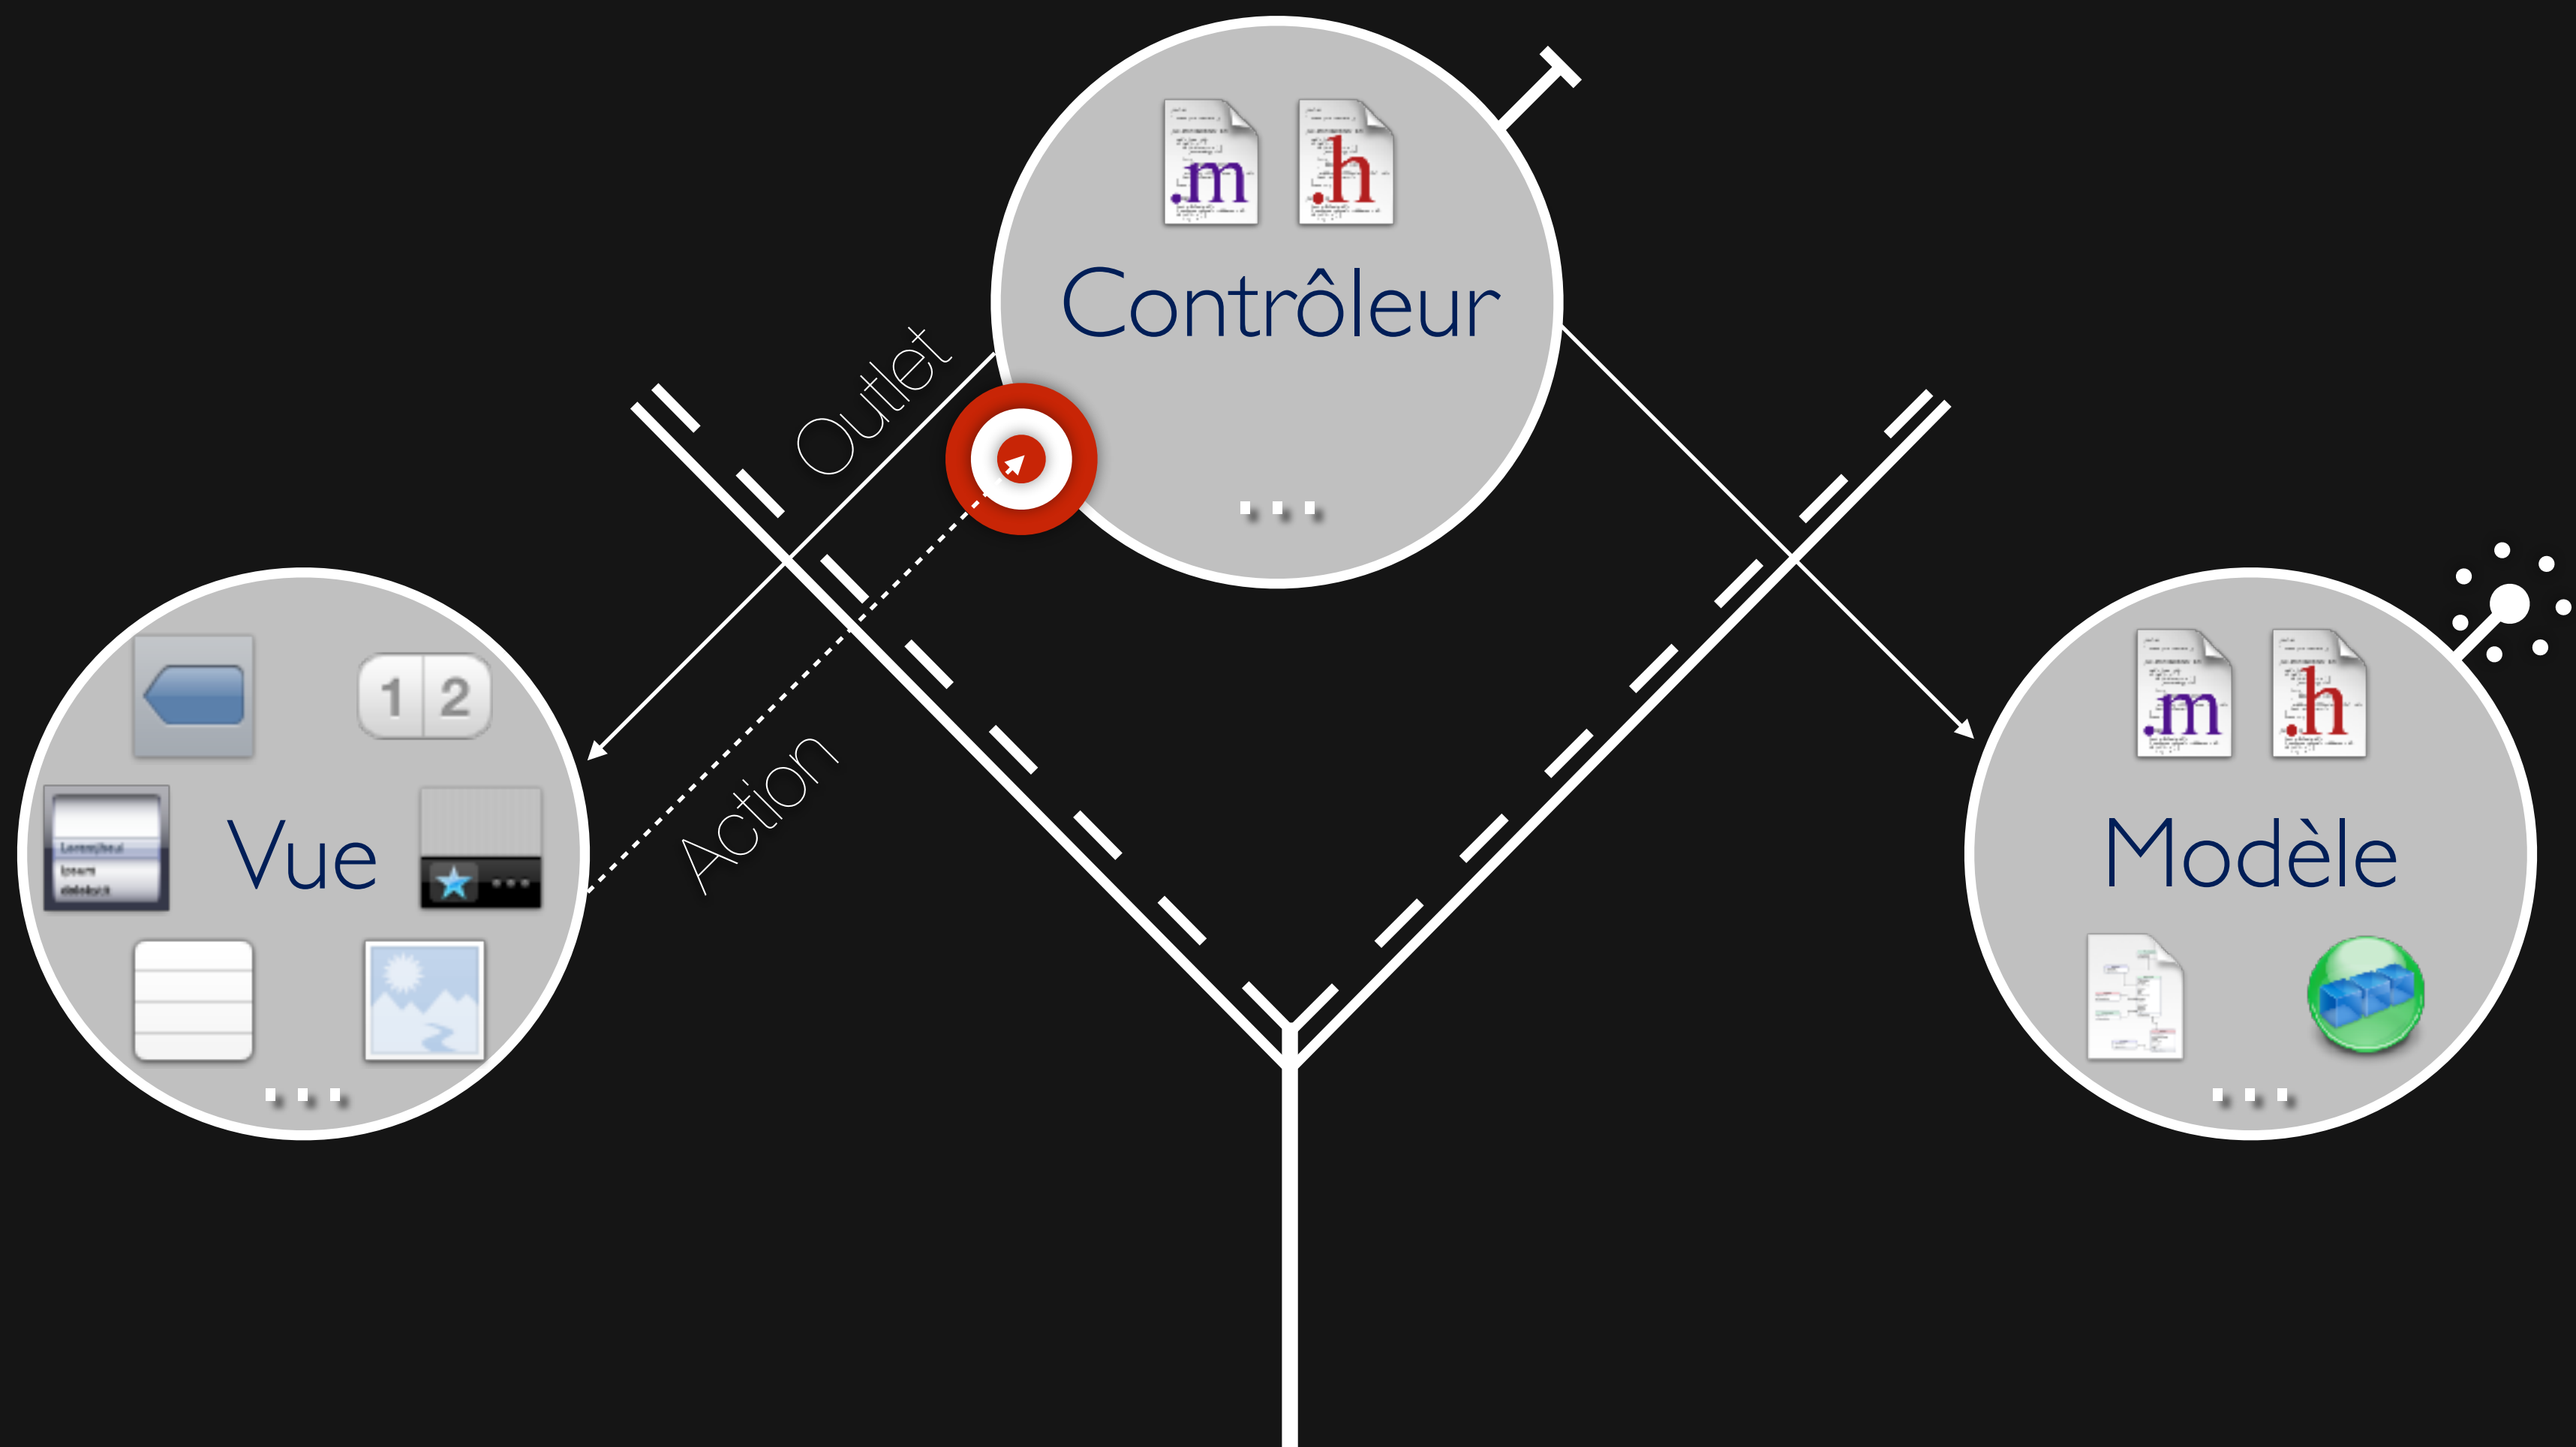 .m .h
Contrôleur
...
Outlet
Action
1 2
Vue
...
...
.m .h
Modèle
...